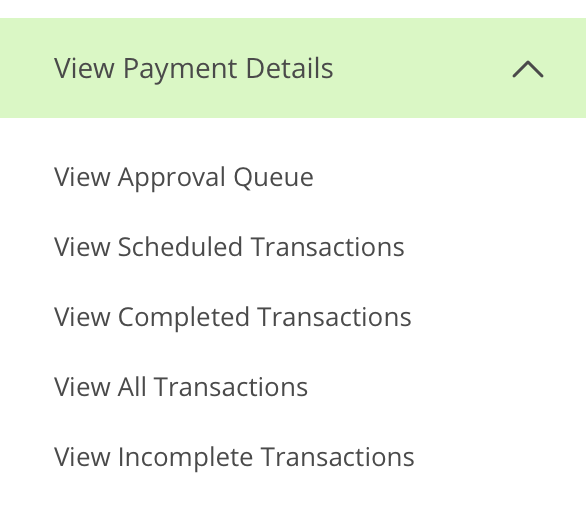 View Payment Details
View Approval Queue
View Scheduled Transactions
View Completed Transactions
View All Transactions
View Incomplete Transactions